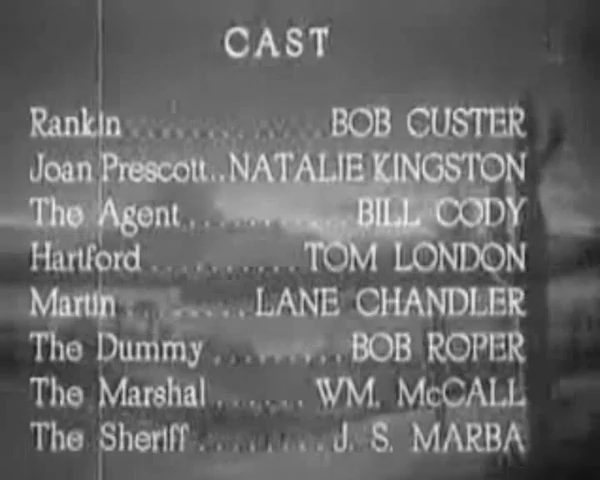 CAST
Rankin..............BOB CUSTER
Joan Prescott..NATALIE KINGSTON
The Agent............BILL CODY
Hartford...........TOM LONDON
Martin........LANE CHANDLER
The Dummy.........BOB ROPER
The Marshal......WM. McCALL
The Sheriff.........J. S. MARBA